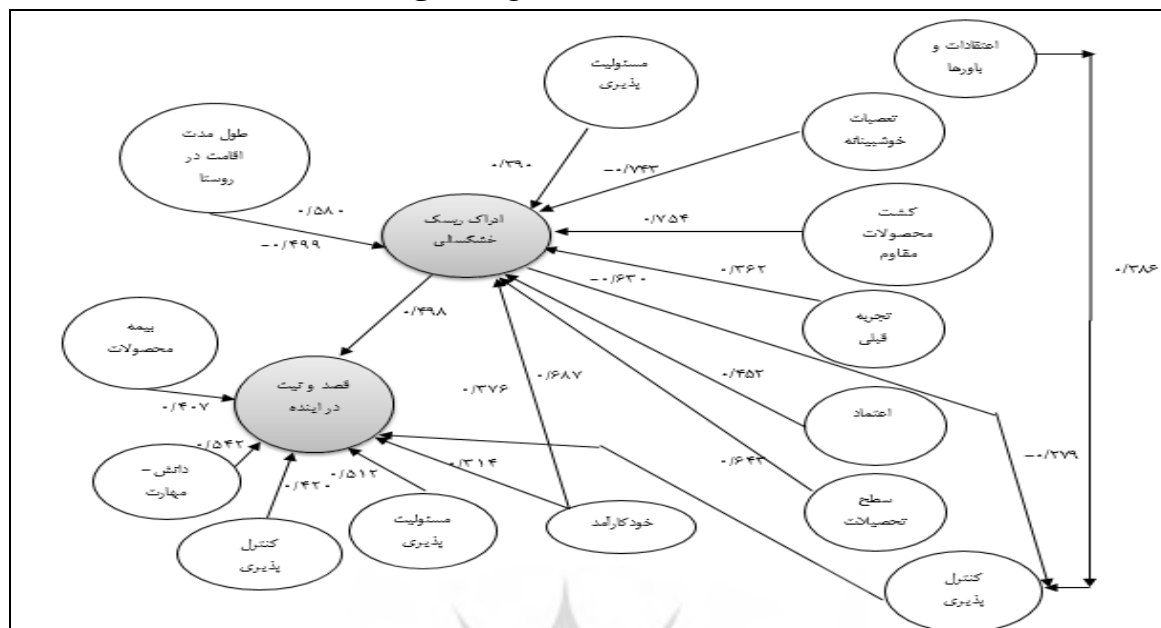 اعتقادات و
باورها
مسئولیت
پذیری
تعصبات
خوشبینانه
طول مدت
اقامت در
روستا
۰/۳۹۰
-۰/۷۴۳
۰/۵۸۰
ادراک ریسک
خشکسالی
۰/۷۵۴
کشت
محصولات
مقاوم
-۰/۴۹۹
۰/۳۶۲
-۰/۶۳۰
۰/۳۸۶
تجربه
قبلی
۰/۴۹۸
بیمه
محصولات
قصد و نیت
در اینده
۰/۳۷۶
۰/۶۸۷
۰/۴۵۲
اعتماد
۰/۴۰۷
۰/۵۴۲
دانش-
مهارت
۰/۳۱۴
۰/۶۴۳
-۰/۲۷۹
۰/۴۲۰
۰/۵۱۲
سطح
تحصیلات
کنترل
پذیری
مسئولیت
پذیری
خودکارآمد
کنترل
پذیری